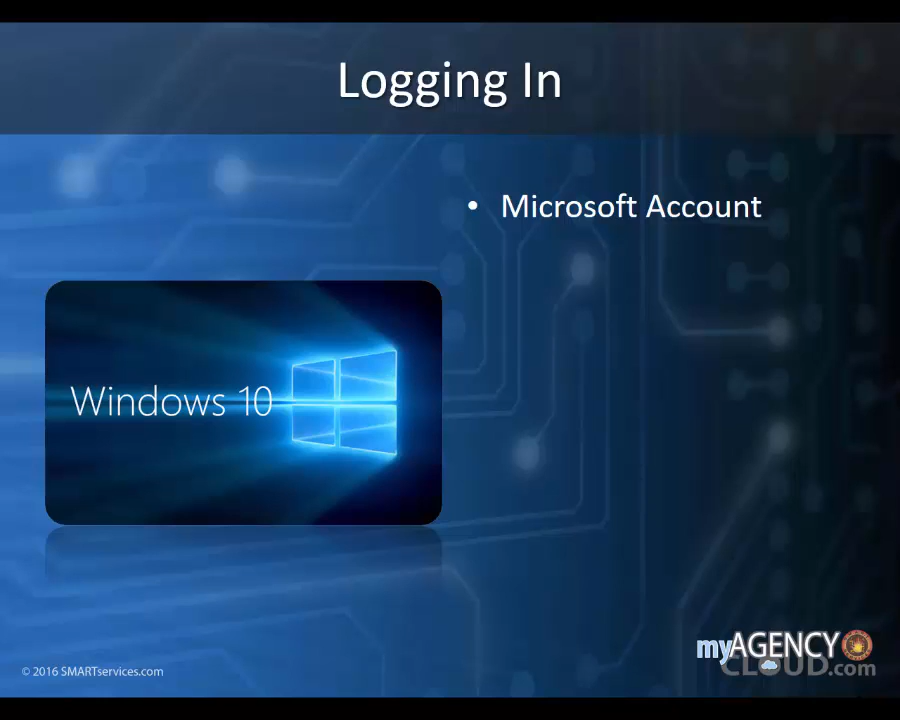 Logging In
• Microsoft Account
Windows 10
© 2016 SMARTservices.com
myAGENCY
CLOUD.com